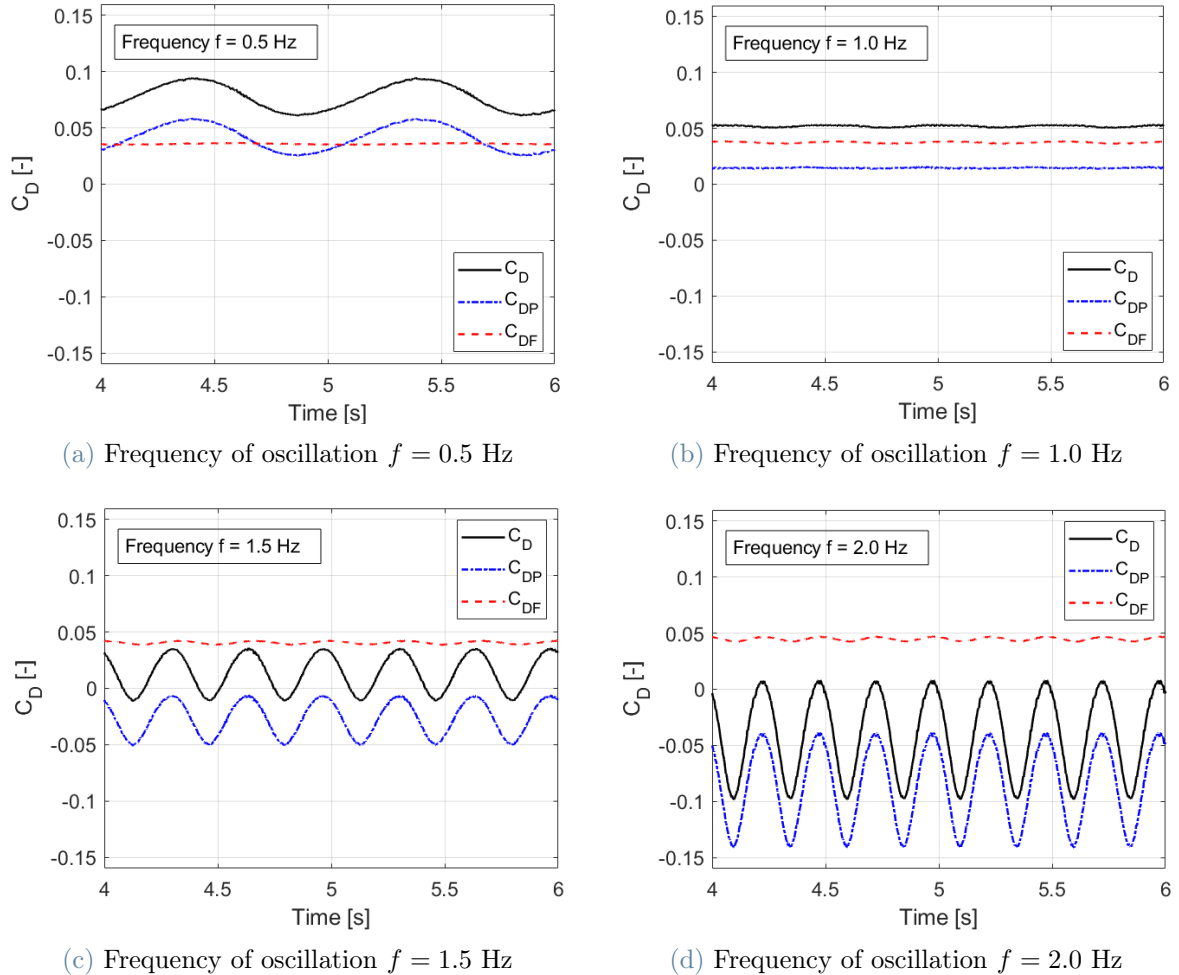 0.15
Frequency f = 0.5 Hz
0.1
0.05
0
-0.05
-0.1
-0.15
C_D [-]
C_D
C_DP
C_DF
4 4.5 5 5.5 6
Time [s]
(a) Frequency of oscillation f = 0.5 Hz
0.15
Frequency f = 1.0 Hz
0.1
0.05
0
-0.05
-0.1
-0.15
C_D [-]
C_D
C_DP
C_DF
4 4.5 5 5.5 6
Time [s]
(b) Frequency of oscillation f = 1.0 Hz
0.15
Frequency f = 1.5 Hz
0.1
0.05
0
-0.05
-0.1
-0.15
C_D [-]
C_D
C_DP
C_DF
4 4.5 5 5.5 6
Time [s]
(c) Frequency of oscillation f = 1.5 Hz
0.15
Frequency f = 2.0 Hz
0.1
0.05
0
-0.05
-0.1
-0.15
C_D [-]
C_D
C_DP
C_DF
4 4.5 5 5.5 6
Time [s]
(d) Frequency of oscillation f = 2.0 Hz